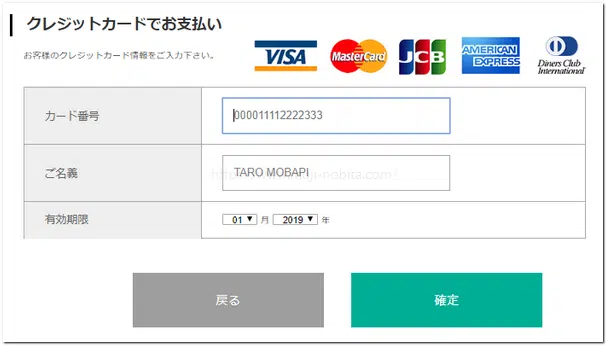 クレジットカードでお支払い
お客様のクレジットカード情報をご入力下さい。
VISA
MasterCard
JCB
AMERICAN EXPRESS
Diners Club International
カード番号
000011112222333
ご名義
TARO MOBAPI
有効期限
01 月 2019 年
戻る
確定